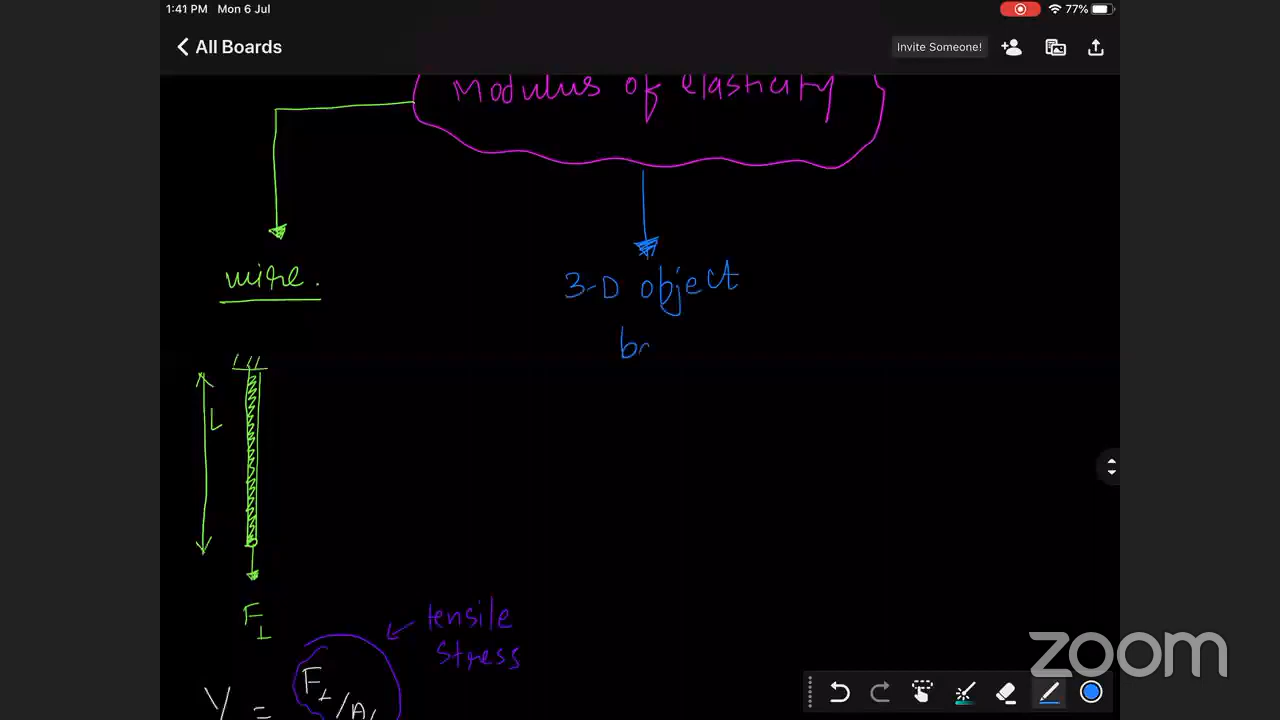 1:41 PM Mon 6 Jul
77%
All Boards
Invite Someone!
Modulus of elasticity
wire.
3-D object
br
L
F⊥
tensile
stress
Y = F⊥/A
zoom